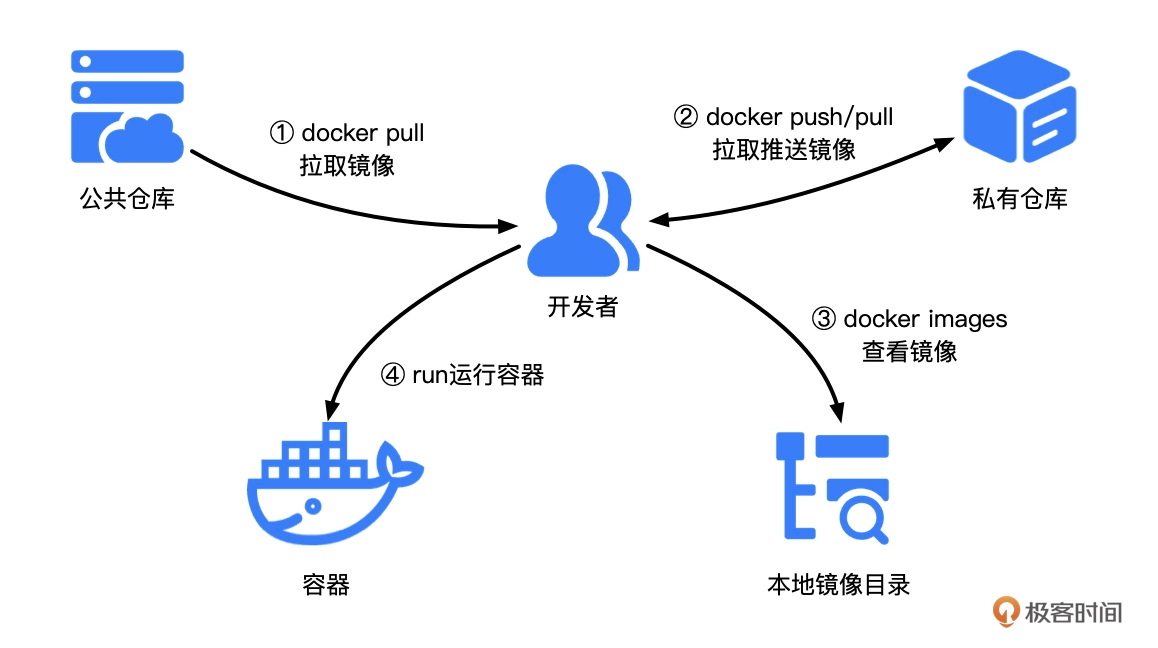 ① docker pull
拉取镜像
② docker push/pull
拉取推送镜像
公共仓库
私有仓库
开发者
③ docker images
查看镜像
④ run运行容器
容器
本地镜像目录
极客时间